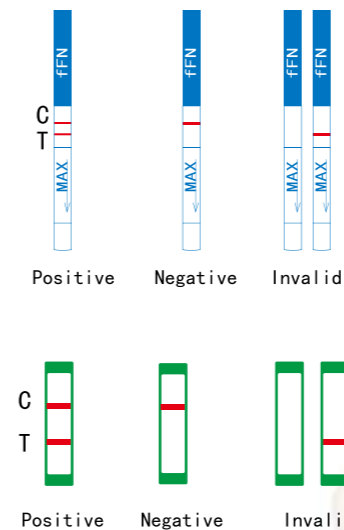 fFN fFN fFN fFN
C
T
MAX MAX MAX MAX
Positive Negative Invalid
C
T
Positive Negative Invali